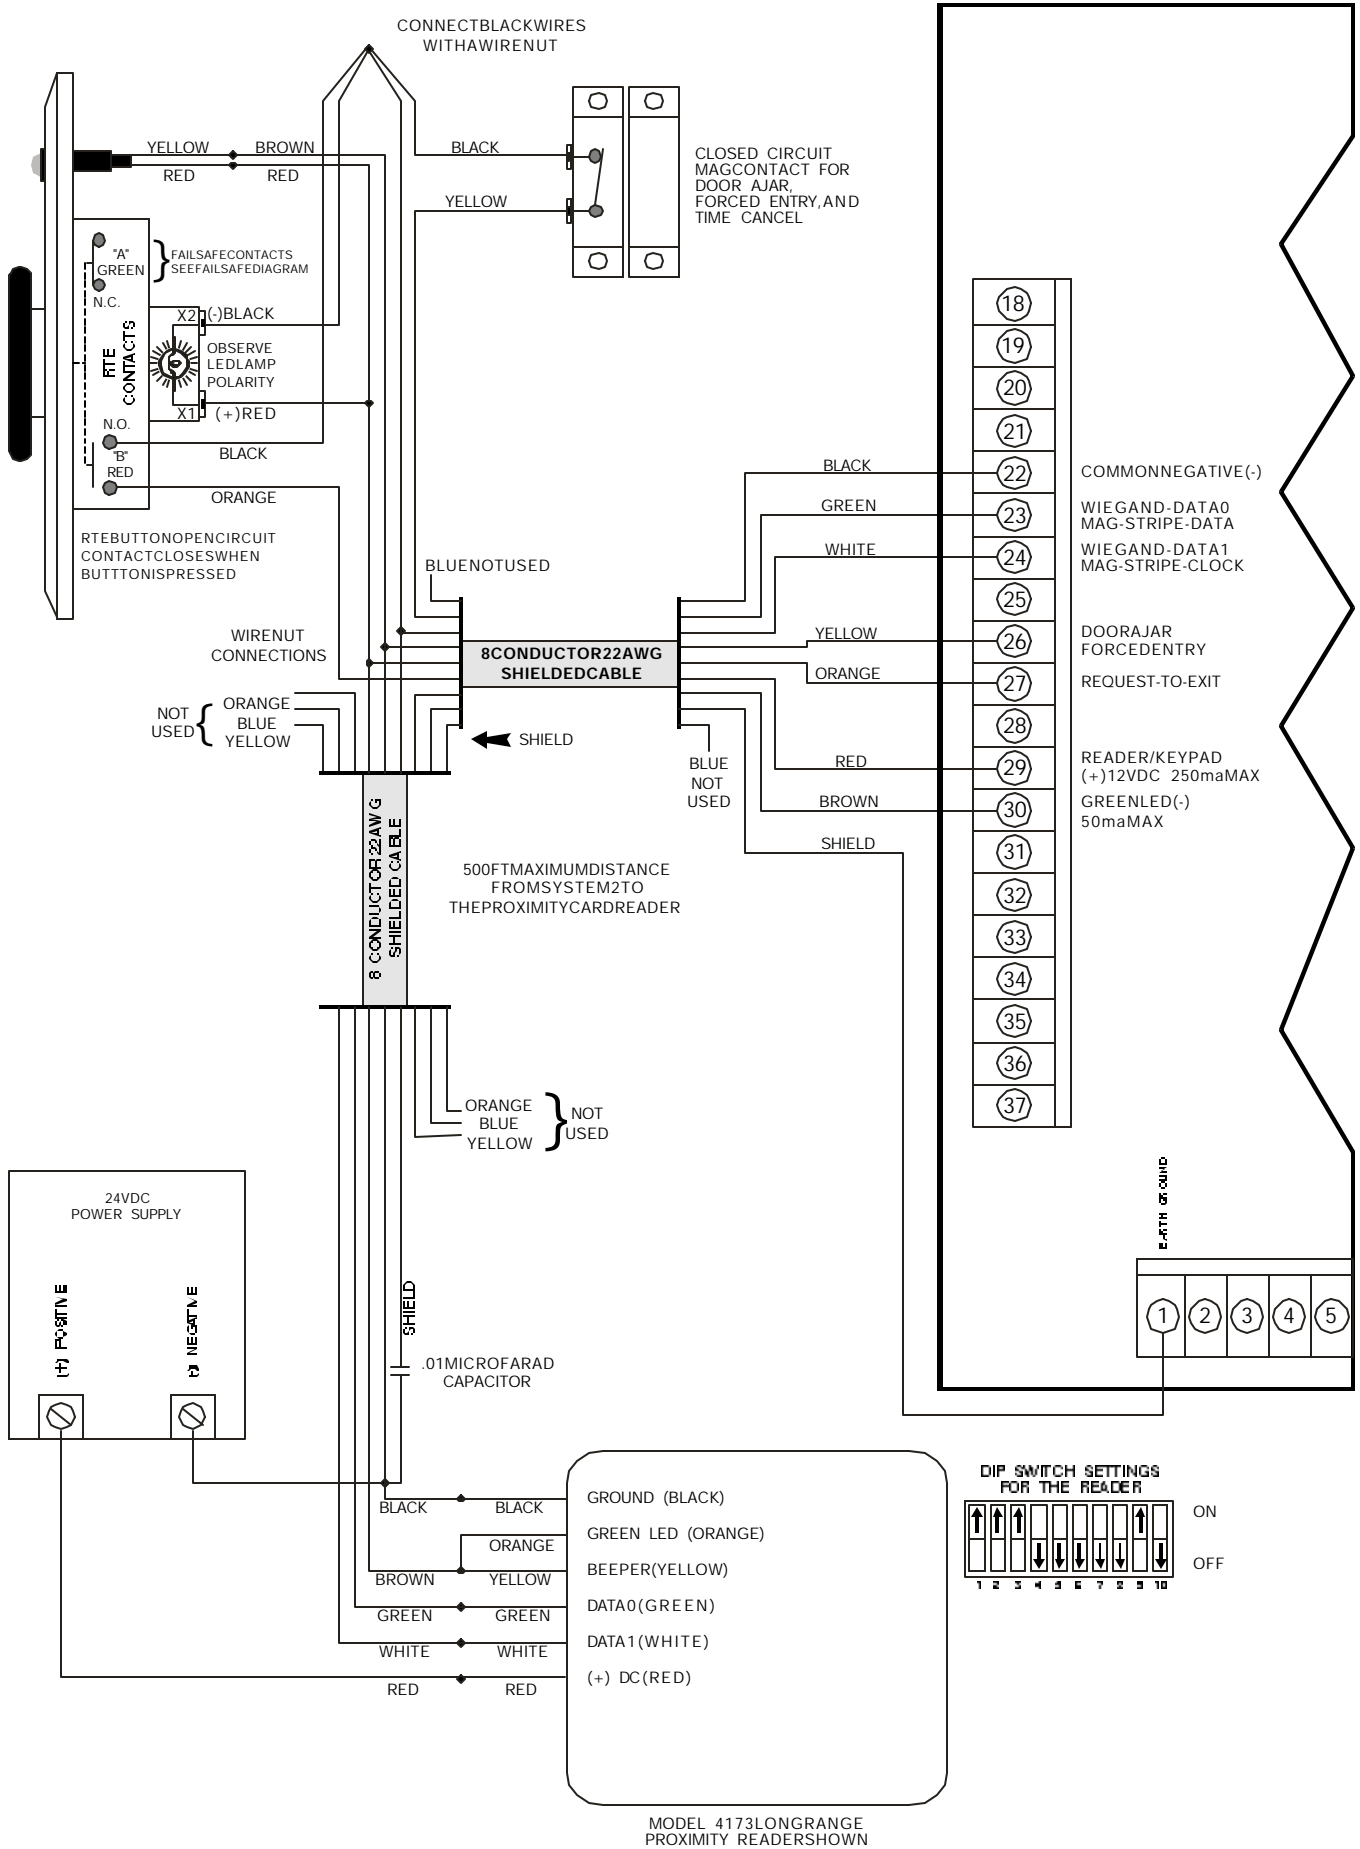 CONNECTBLACKWIRES
WITHAWIRENUT
YELLOW
BROWN
RED
RED
BLACK
YELLOW
CLOSED CIRCUIT
MAGCONTACT FOR
DOOR AJAR,
FORCED ENTRY,AND
TIME CANCEL
"A"
GREEN
FAILSAFECONTACTS
SEEFAILSAFEDIAGRAM
N.C.
RTE
CONTACTS
X2
(-)BLACK
OBSERVE
LEDLAMP
POLARITY
X1
(+)RED
N.O.
"B"
RED
BLACK
ORANGE
RTEBUTTONOPENCIRCUIT
CONTACTCLOSESWHEN
BUTTTONISPRESSED
18
19
20
21
22
23
24
25
26
27
28
29
30
31
32
33
34
35
36
37
BLACK
COMMONNEGATIVE(-)
GREEN
WIEGAND-DATA0
MAG-STRIPE-DATA
WHITE
WIEGAND-DATA1
MAG-STRIPE-CLOCK
YELLOW
DOORAJAR
FORCEDENTRY
ORANGE
REQUEST-TO-EXIT
RED
READER/KEYPAD
(+)12VDC 250maMAX
BROWN
GREENLED(-)
50maMAX
SHIELD
BLUENOTUSED
8CONDUCTOR22AWG
SHIELDEDCABLE
WIRENUT
CONNECTIONS
NOT
USED
ORANGE
BLUE
YELLOW
SHIELD
BLUE
NOT
USED
8 CONDUCTOR22AWG
SHIELDED CABLE
500FTMAXIMUMDISTANCE
FROMSYSTEM2TO
THEPROXIMITYCARDREADER
ORANGE
BLUE
YELLOW
NOT
USED
24VDC
POWER SUPPLY
(+) POSITIVE
(-) NEGATIVE
SHIELD
.01MICROFARAD
CAPACITOR
EARTH GROUND
1
2
3
4
5
BLACK
BLACK
GROUND (BLACK)
ORANGE
GREEN LED (ORANGE)
BROWN
YELLOW
BEEPER(YELLOW)
GREEN
GREEN
DATA0(GREEN)
WHITE
WHITE
DATA1(WHITE)
RED
RED
(+) DC(RED)
DIP SWITCH SETTINGS
FOR THE READER
ON
OFF
1 2 3 4 5 6 7 8 9 10
MODEL 4173LONGRANGE
PROXIMITY READERSHOWN